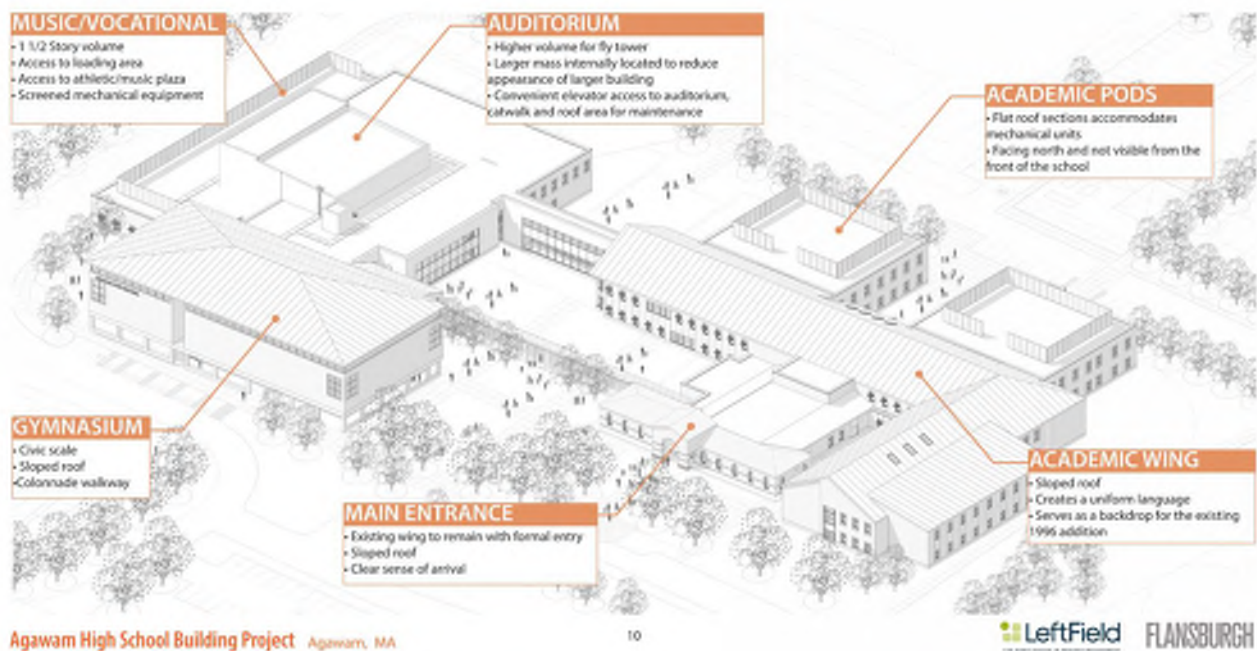 MUSIC/VOCATIONAL
• 1 1/2 Story volume
• Access to loading area
• Access to athletic/music plaza
• Screened mechanical equipment
AUDITORIUM
• Higher volume for fly tower
• Larger mass internally located to reduce
appearance of larger building
• Convenient elevator access to auditorium,
catwalk and roof area for maintenance
ACADEMIC PODS
• Flat roof sections accommodates
mechanical units
• Facing north and not visible from the
front of the school
GYMNASIUM
• Civic scale
• Sloped roof
•Colonnade walkway
MAIN ENTRANCE
• Existing wing to remain with formal entry
• Sloped roof
• Clear sense of arrival
ACADEMIC WING
• Sloped roof
• Creates a uniform language
• Serves as a backdrop for the existing
1996 addition
Agawam High School Building Project Agawam, MA
10
LeftField
FLANSBURGH